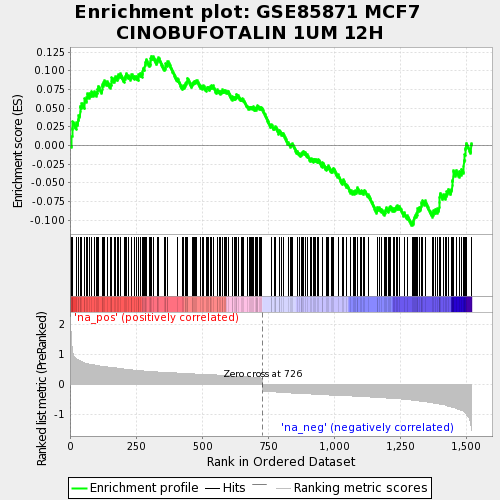 Enrichment plot: GSE85871 MCF7
CINOBUFOTALIN 1UM 12H
Enrichment score (ES)
0.125
0.100
0.075
0.050
0.025
0.000
-0.025
-0.050
-0.075
-0.100
'na_pos' (positively correlated)
Ranked list metric (PreRanked)
2
1
0
-1
Zero cross at 726
'na_neg' (negatively correlated)
0
250
500
750
1,000
1,250
1,500
Rank in Ordered Dataset
Enrichment profile
Hits
Ranking metric scores